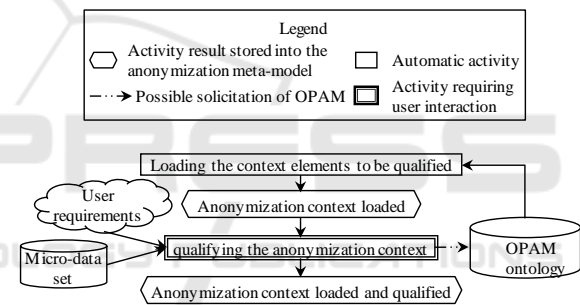 Legend
Activity result stored into the
anonymization meta-model
Automatic activity
Possible solicitation of OPAM
Activity requiring
user interaction
Loading the context elements to be qualified
User
requirements
Anonymization context loaded
Micro-data
set
qualifying the anonymization context
OPAM
ontology
Anonymization context loaded and qualified
PRESS